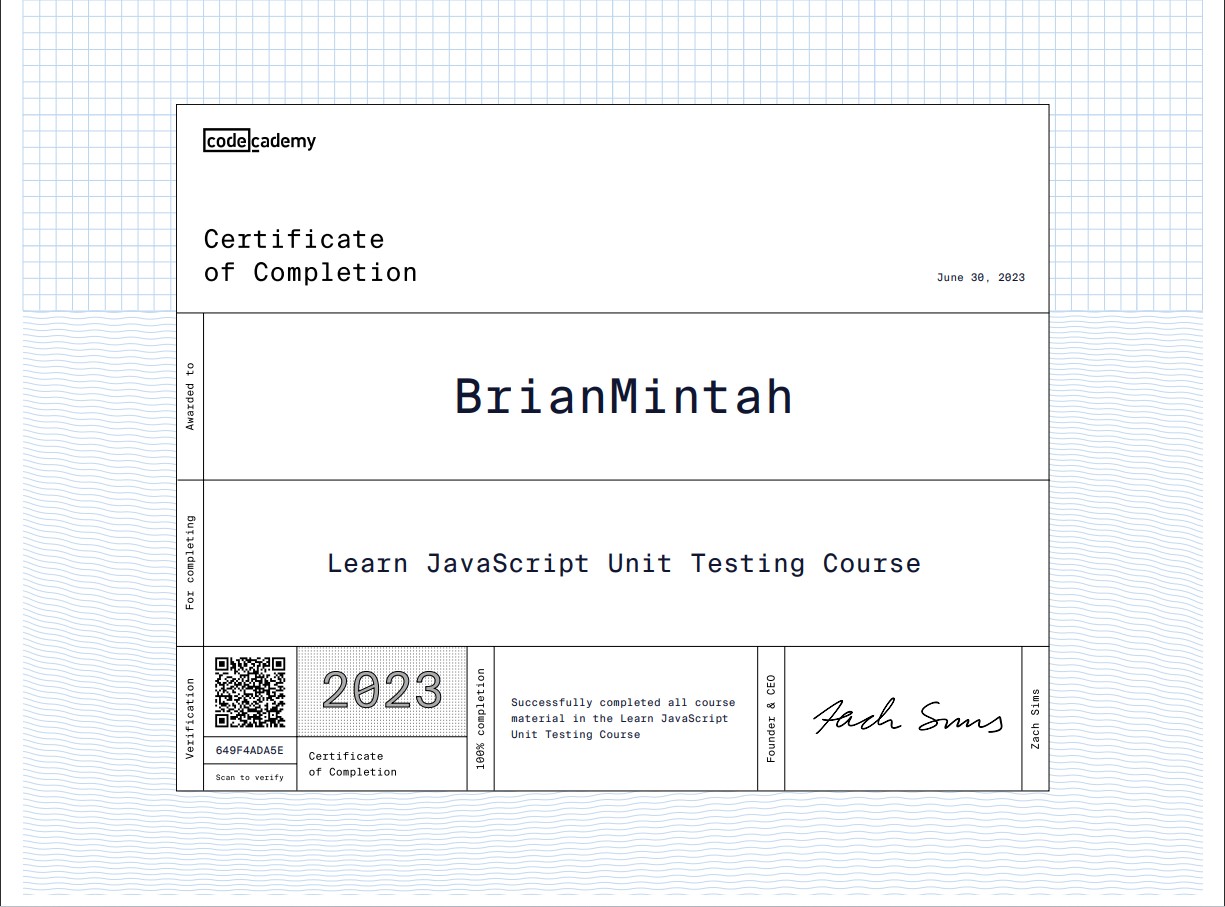 codecademy
Certificate
of Completion
June 30, 2023
Awarded to
BrianMintah
For completing
Learn JavaScript Unit Testing Course
Verification
649F4ADA5E
Scan to verify
2023
Certificate
of Completion
100% completion
Successfully completed all course
material in the Learn JavaScript
Unit Testing Course
Founder & CEO
Zach Sims
Zach Sims